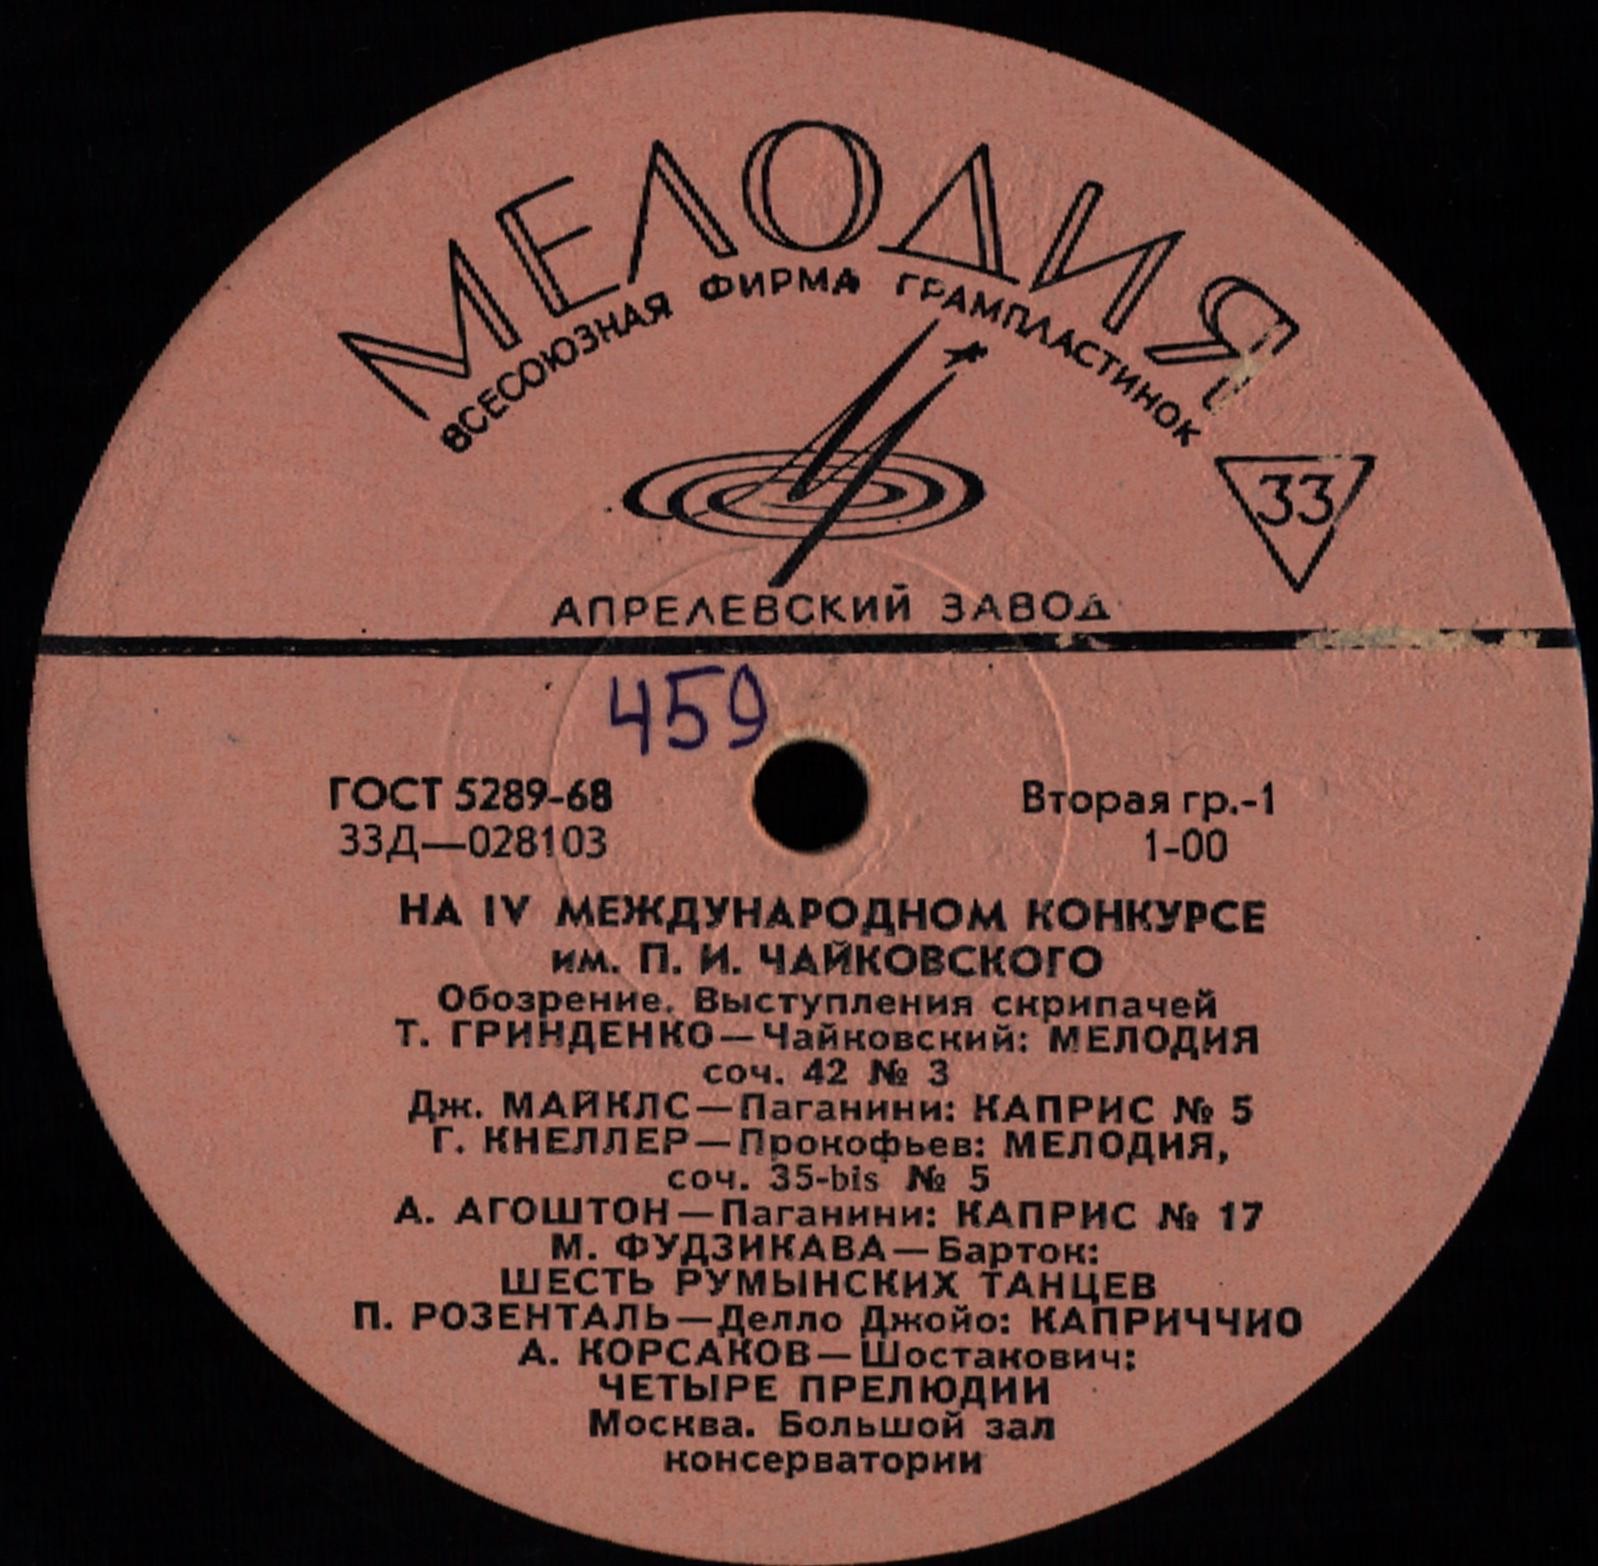 МЕЛОДИЯ
ВСЕСОЮЗНАЯ ФИРМА ГРАМПЛАСТИНОК
33
АПРЕЛЕВСКИЙ ЗАВОД
459
ГОСТ 5289-68 Вторая гр.-1
33Д—028103 1-00
НА IV МЕЖДУНАРОДНОМ КОНКУРСЕ
им. П. И. ЧАЙКОВСКОГО
Обозрение. Выступления скрипачей
Т. ГРИНДЕНКО—Чайковский: МЕЛОДИЯ
соч. 42 № 3
Дж. МАЙКЛС—Паганини: КАПРИС № 5
Г. КНЕЛЛЕР—Прокофьев: МЕЛОДИЯ,
соч. 35-bis № 5
А. АГОШТОН—Паганини: КАПРИС № 17
М. ФУДЗИКАВА—Барток:
ШЕСТЬ РУМЫНСКИХ ТАНЦЕВ
П. РОЗЕНТАЛЬ—Делло Джойо: КАПРИЧЧИО
А. КОРСАКОВ—Шостакович:
ЧЕТЫРЕ ПРЕЛЮДИИ
Москва. Большой зал
консерватории